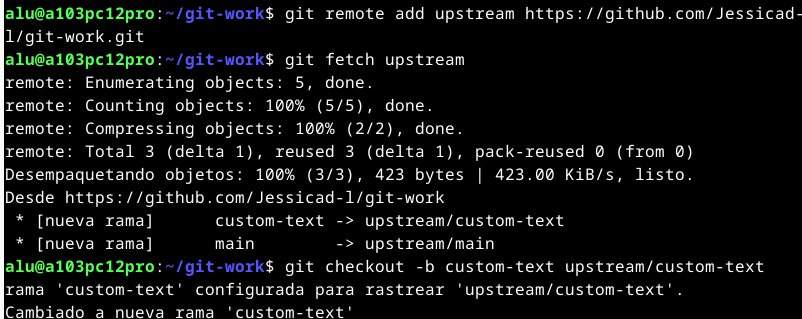 alu@a103pc12pro:~/git-work$ git remote add upstream https://github.com/Jessicad-
l/git-work.git
alu@a103pc12pro:~/git-work$ git fetch upstream
remote: Enumerating objects: 5, done.
remote: Counting objects: 100% (5/5), done.
remote: Compressing objects: 100% (2/2), done.
remote: Total 3 (delta 1), reused 3 (delta 1), pack-reused 0 (from 0)
Desempaquetando objetos: 100% (3/3), 423 bytes | 423.00 KiB/s, listo.
Desde https://github.com/Jessicad-l/git-work
 * [nueva rama]      custom-text -> upstream/custom-text
 * [nueva rama]      main        -> upstream/main
alu@a103pc12pro:~/git-work$ git checkout -b custom-text upstream/custom-text
rama 'custom-text' configurada para rastrear 'upstream/custom-text'.
Cambiado a nueva rama 'custom-text'